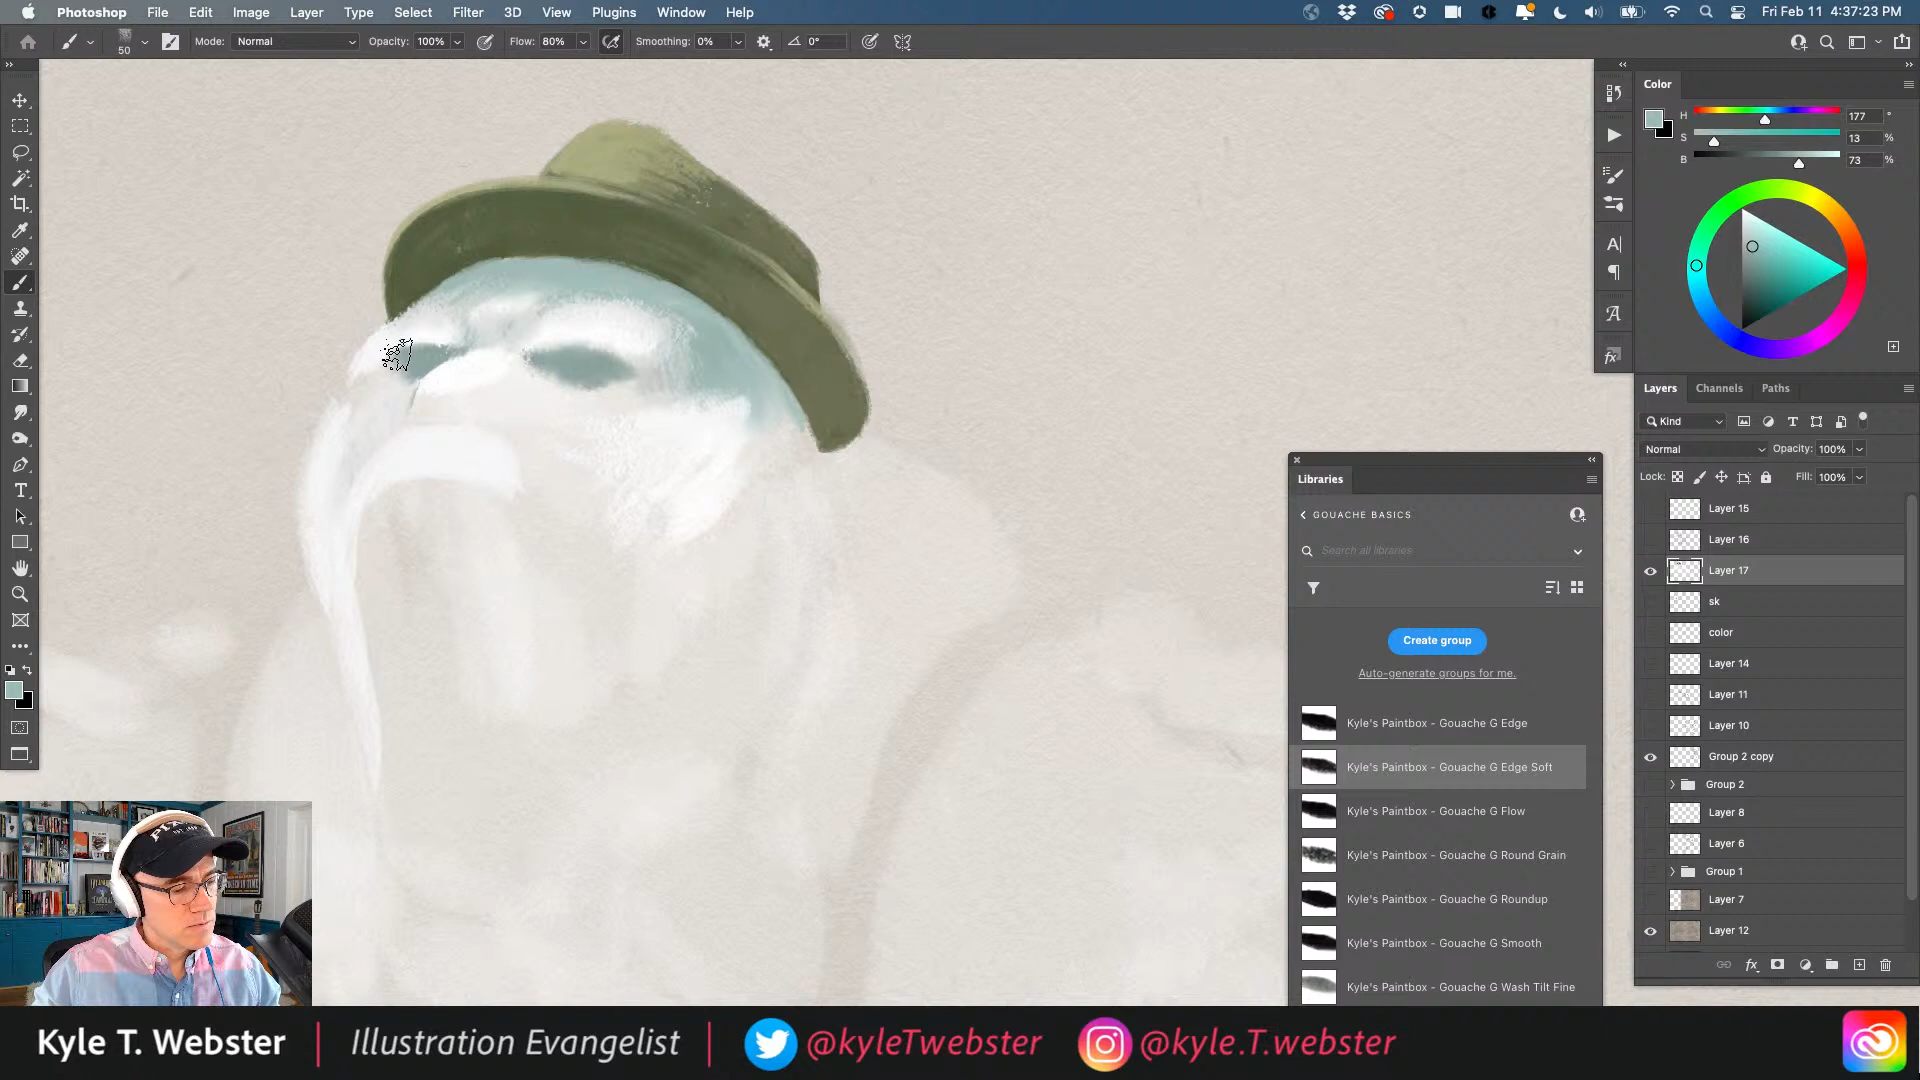 Photoshop File Edit Image Layer Type Select Filter 3D View Plugins Window Help Fri Feb 11 4:37:23 PM
50 Mode: Normal Opacity: 100% Flow: 80% Smoothing: 0% 0°
Color
H 177 °
S 13 %
B 73 %
Layers Channels Paths
Kind
Normal Opacity: 100%
Lock: Fill: 100%
Layer 15
Layer 16
Layer 17
sk
color
Layer 14
Layer 11
Layer 10
Group 2 copy
Group 2
Layer 8
Layer 6
Group 1
Layer 7
Layer 12
Libraries
GOUACHE BASICS
Search all libraries
Create group
Auto-generate groups for me.
Kyle's Paintbox - Gouache G Edge
Kyle's Paintbox - Gouache G Edge Soft
Kyle's Paintbox - Gouache G Flow
Kyle's Paintbox - Gouache G Round Grain
Kyle's Paintbox - Gouache G Roundup
Kyle's Paintbox - Gouache G Smooth
Kyle's Paintbox - Gouache G Wash Tilt Fine
Kyle T. Webster | Illustration Evangelist | @kyleTwebster @kyle.T.webster